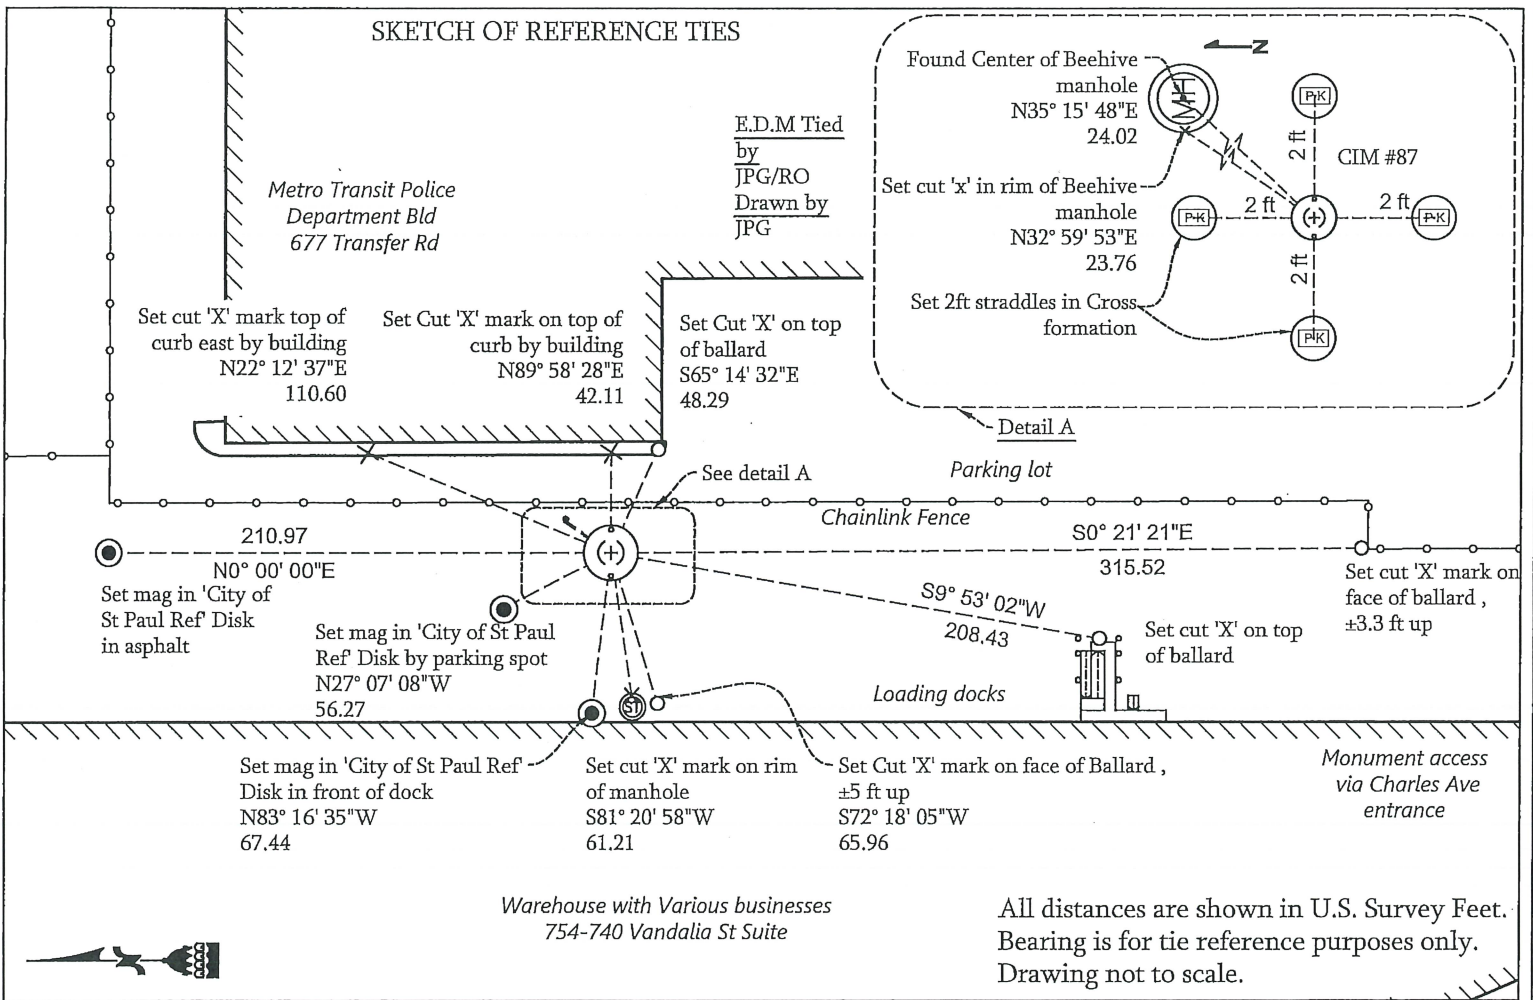 SKETCH OF REFERENCE TIES
E.D.M Tied
by
JPG/RO
Drawn by
JPG
Metro Transit Police
Department Bld
677 Transfer Rd
Found Center of Beehive
manhole
N35° 15' 48"E
24.02
Set cut 'x' in rim of Beehive
manhole
N32° 59' 53"E
23.76
Set 2ft straddles in Cross
formation
N
MH
P-K
P-K
P-K
P-K
2 ft
2 ft
2 ft
2 ft
CIM #87
Detail A
Set cut 'X' mark top of
curb east by building
N22° 12' 37"E
110.60
Set Cut 'X' mark on top of
curb by building
N89° 58' 28"E
42.11
Set Cut 'X' on top
of ballard
S65° 14' 32"E
48.29
See detail A
Parking lot
Chainlink Fence
210.97
N0° 00' 00"E
S0° 21' 21"E
315.52
Set mag in 'City of
St Paul Ref' Disk
in asphalt
Set mag in 'City of St Paul
Ref' Disk by parking spot
N27° 07' 08"W
56.27
S9° 53' 02"W
208.43
Set cut 'X' on top
of ballard
Set cut 'X' mark on
face of ballard ,
±3.3 ft up
Loading docks
ST
Set mag in 'City of St Paul Ref'
Disk in front of dock
N83° 16' 35"W
67.44
Set cut 'X' mark on rim
of manhole
S81° 20' 58"W
61.21
Set Cut 'X' mark on face of Ballard ,
±5 ft up
S72° 18' 05"W
65.96
Monument access
via Charles Ave
entrance
Warehouse with Various businesses
754-740 Vandalia St Suite
All distances are shown in U.S. Survey Feet.
Bearing is for tie reference purposes only.
Drawing not to scale.
N